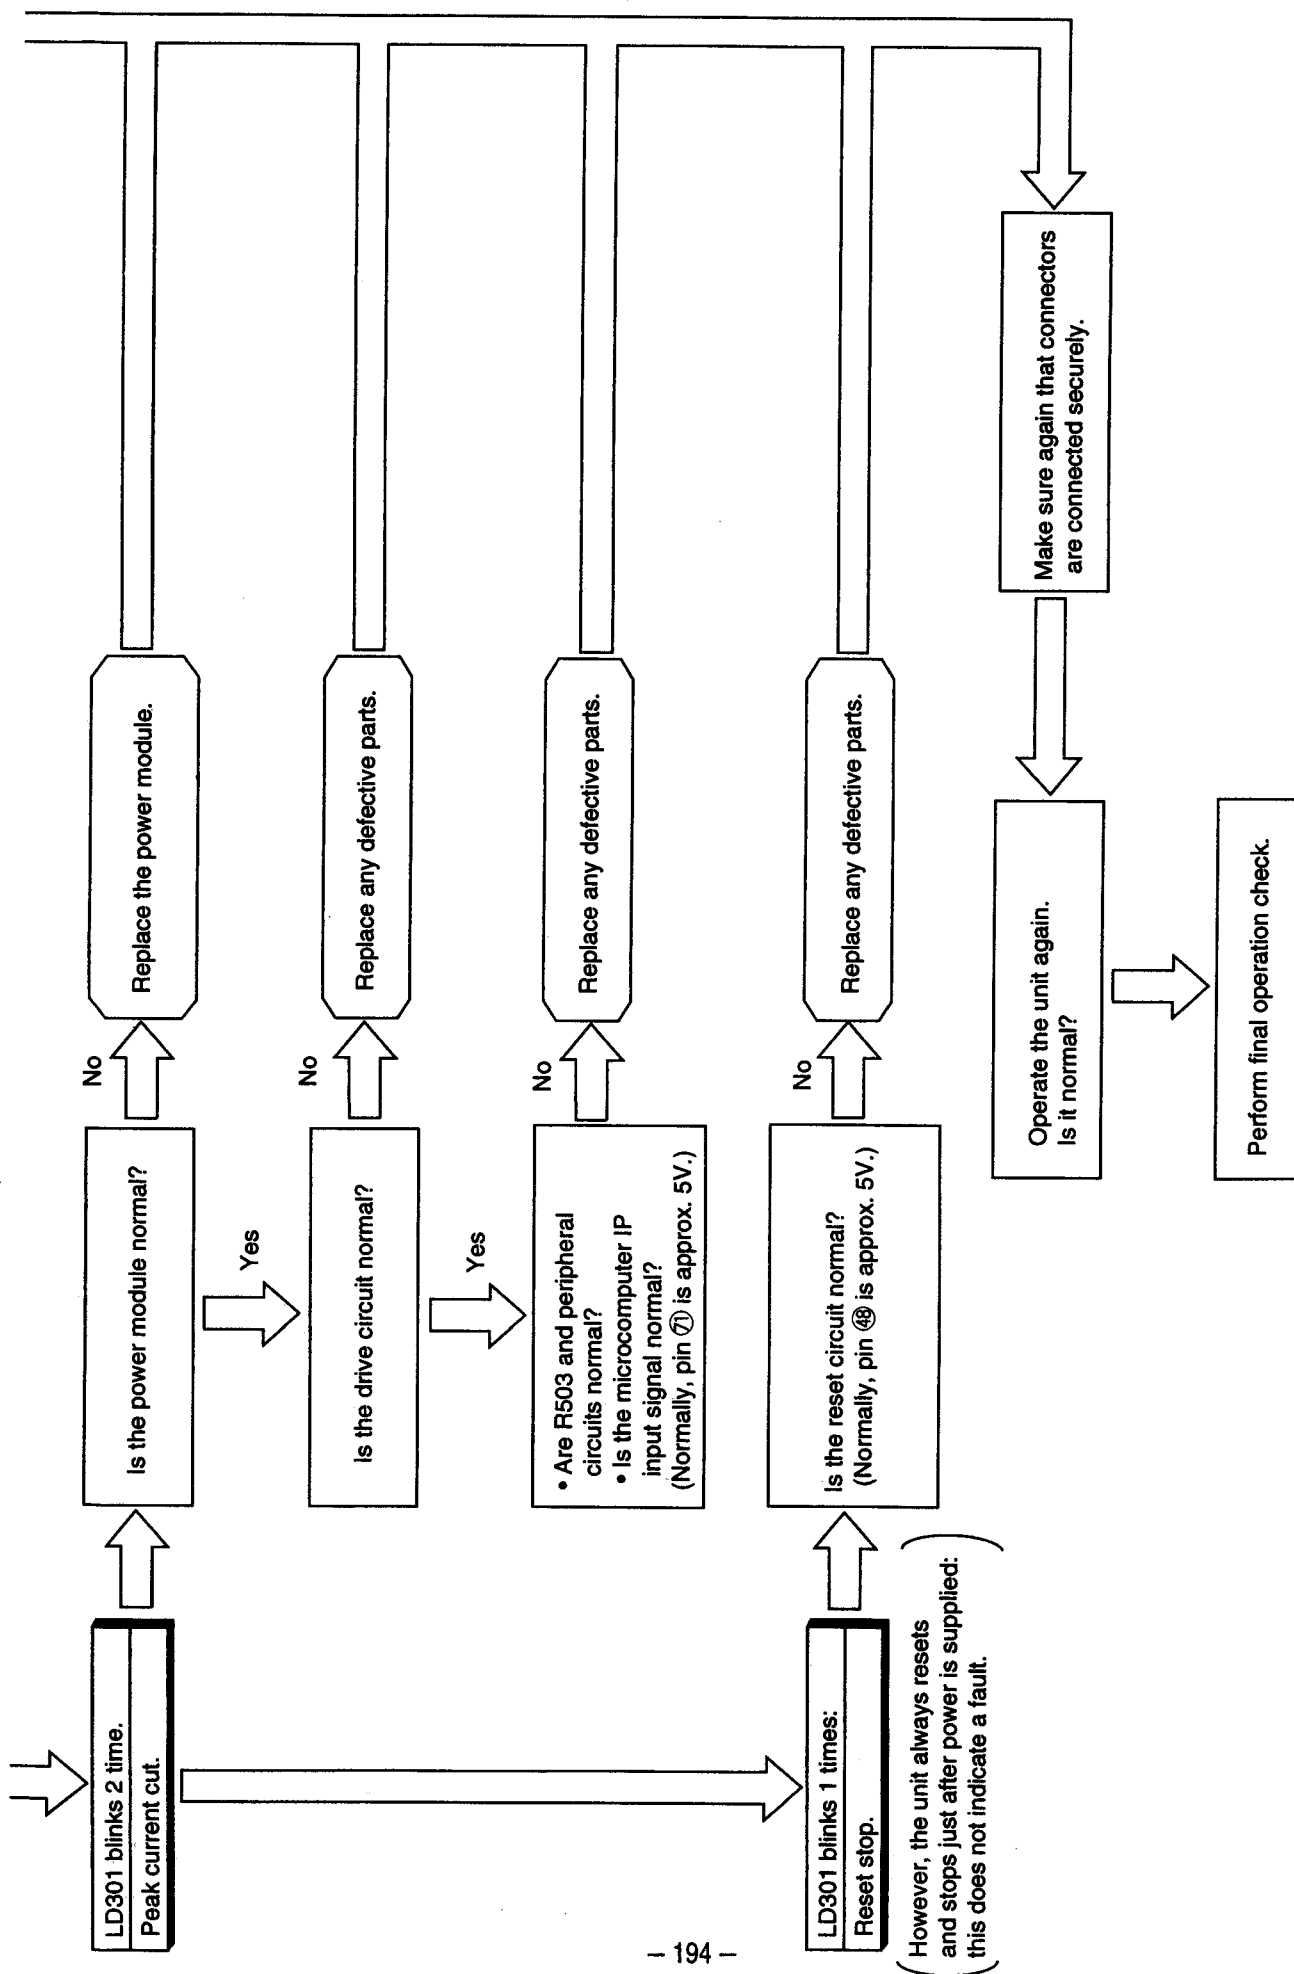 LD301 blinks 2 time.
Peak current cut.
Is the power module normal?
No
Replace the power module.
Yes
Is the drive circuit normal?
No
Replace any defective parts.
Yes
• Are R503 and peripheral
circuits normal?
• Is the microcomputer IP
input signal normal?
(Normally, pin ㉛ is approx. 5V.)
No
Replace any defective parts.
LD301 blinks 1 times:
Reset stop.
However, the unit always resets
and stops just after power is supplied:
this does not indicate a fault.
Is the reset circuit normal?
(Normally, pin ㊽ is approx. 5V.)
No
Replace any defective parts.
Make sure again that connectors
are connected securely.
Operate the unit again.
Is it normal?
Perform final operation check.
– 194 –